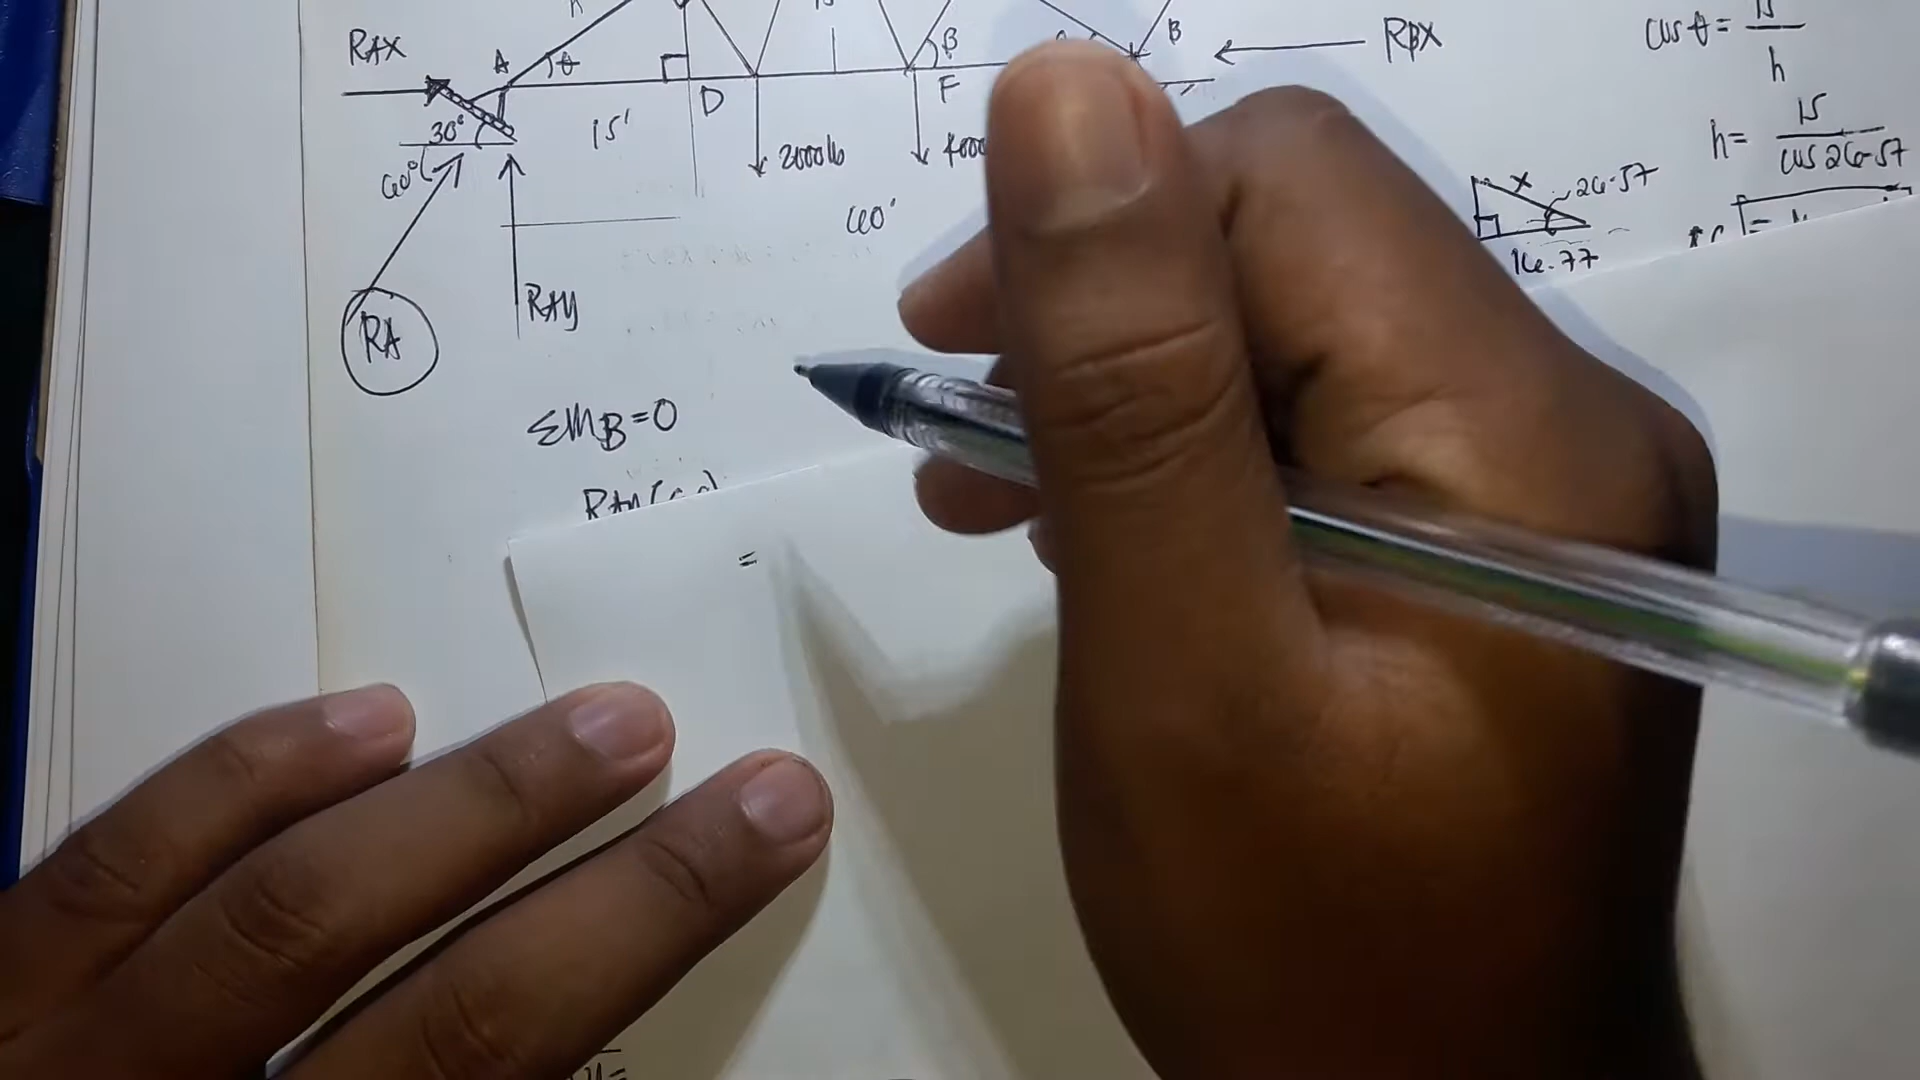 RAX
A
θ
B
β
RBX
cos θ = 15
h
30°
60°
15'
D
2000lb
F
h= 15
cos 26.57
60'
x
26.57
16.77
RA
RAY
ΣMB=0
RAY(
=